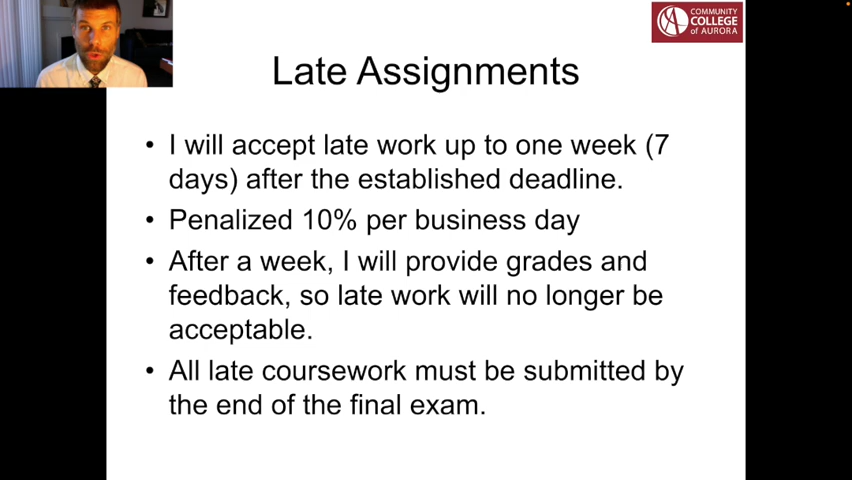 COMMUNITY
COLLEGE
of AURORA
Late Assignments
• I will accept late work up to one week (7
days) after the established deadline.
• Penalized 10% per business day
• After a week, I will provide grades and
feedback, so late work will no longer be
acceptable.
• All late coursework must be submitted by
the end of the final exam.